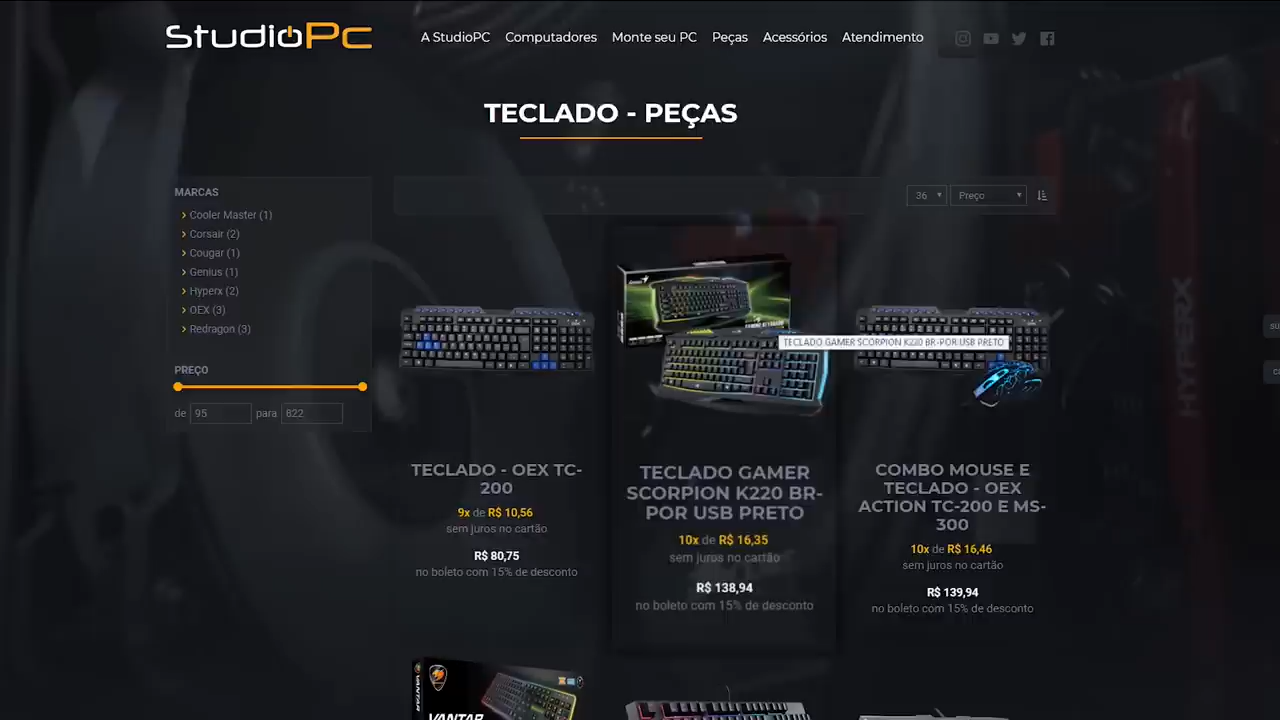 StudioPc
A StudioPC Computadores Monte seu PC Peças Acessórios Atendimento
TECLADO - PEÇAS
MARCAS
Cooler Master (1)
Corsair (2)
Cougar (1)
Genius (1)
Hyperx (2)
OEX (3)
Redragon (3)
PREÇO
de 95 para 822
36 Preço
TECLADO GAMER SCORPION K220 BR-POR USB PRETO
HYPERX
TECLADO - OEX TC-
200
9x de R$ 10,56
sem juros no cartão
R$ 80,75
no boleto com 15% de desconto
TECLADO GAMER
SCORPION K220 BR-
POR USB PRETO
10x de R$ 16,35
sem juros no cartão
R$ 138,94
no boleto com 15% de desconto
COMBO MOUSE E
TECLADO - OEX
ACTION TC-200 E MS-
300
10x de R$ 16,46
sem juros no cartão
R$ 139,94
no boleto com 15% de desconto
VANTAR
VANTAR